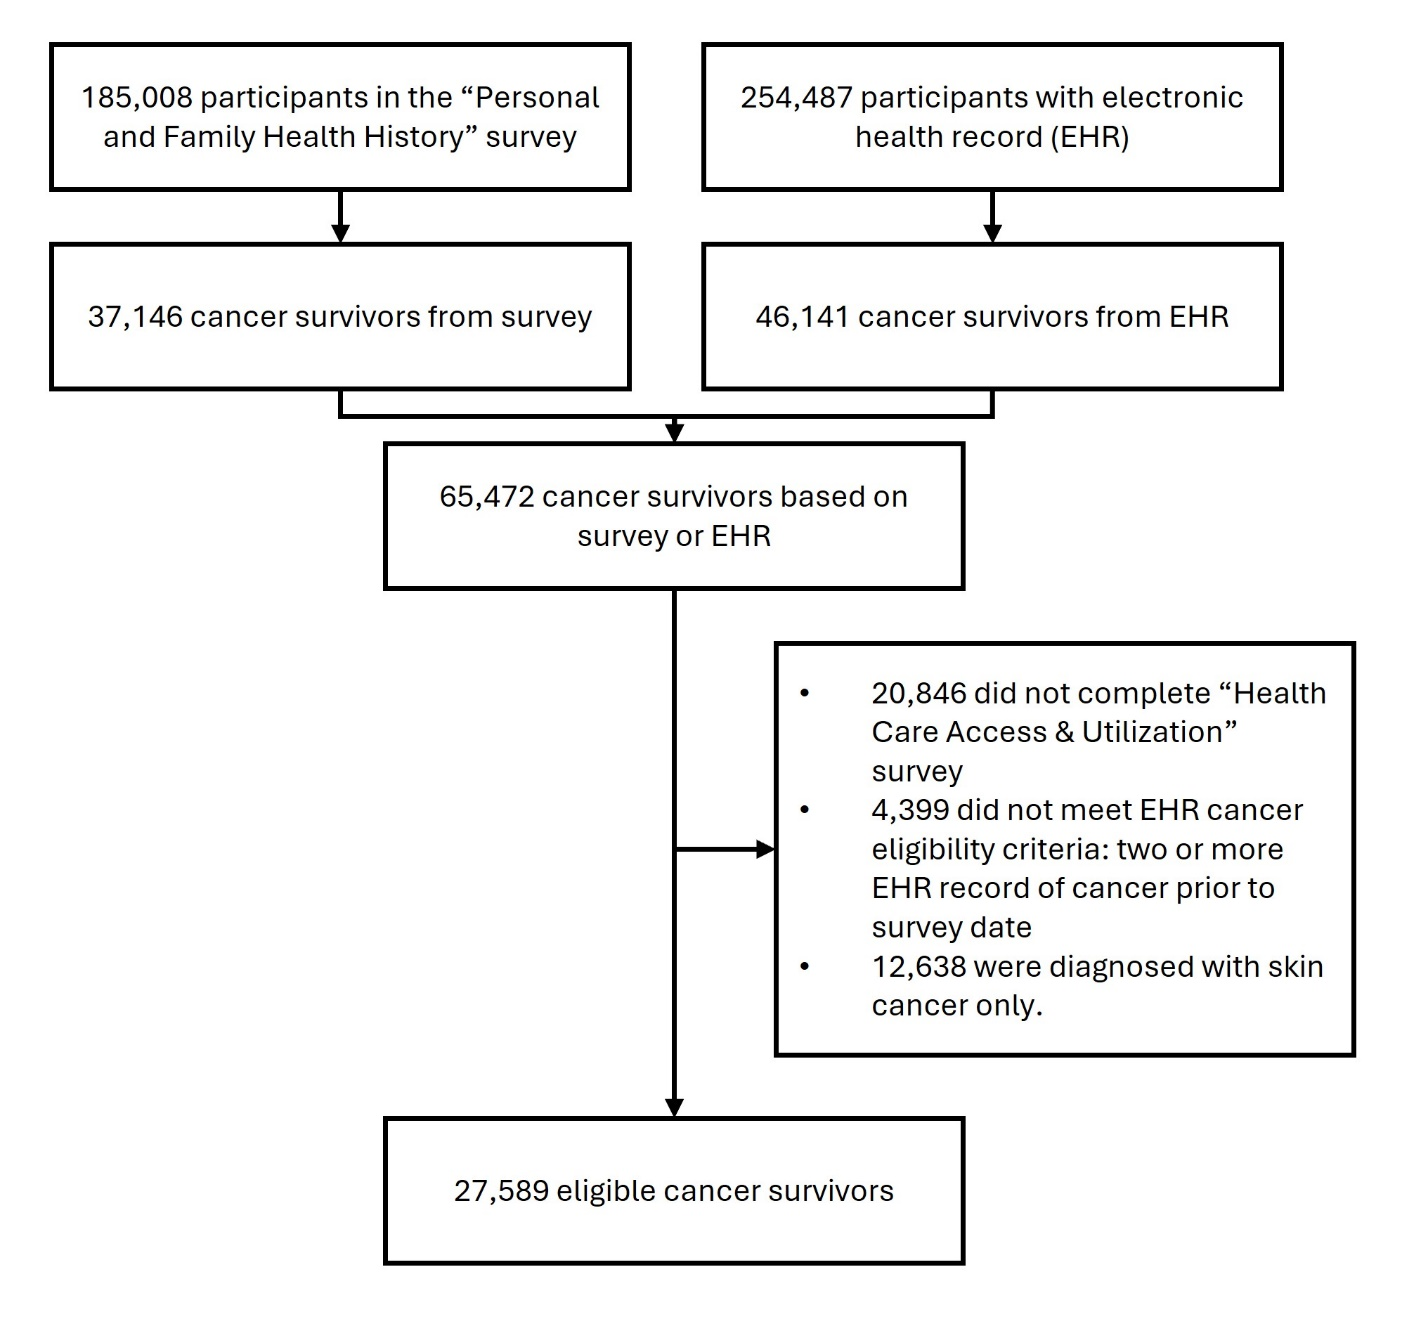 185,008 participants in the “Personal
and Family Health History” survey
254,487 participants with electronic
health record (EHR)
37,146 cancer survivors from survey
46,141 cancer survivors from EHR
65,472 cancer survivors based on
survey or EHR
• 20,846 did not complete “Health
Care Access & Utilization”
survey
• 4,399 did not meet EHR cancer
eligibility criteria: two or more
EHR record of cancer prior to
survey date
• 12,638 were diagnosed with skin
cancer only.
27,589 eligible cancer survivors